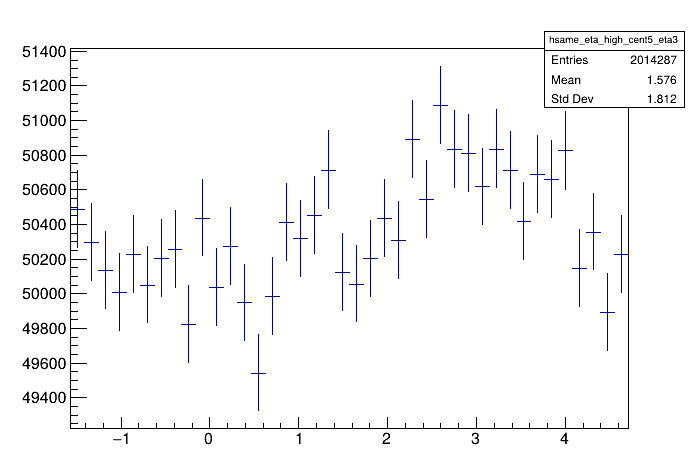 hsame_eta_high_cent5_eta3
Entries 2014287
Mean 1.576
Std Dev 1.812
51400
51200
51000
50800
50600
50400
50200
50000
49800
49600
49400
−1 0 1 2 3 4